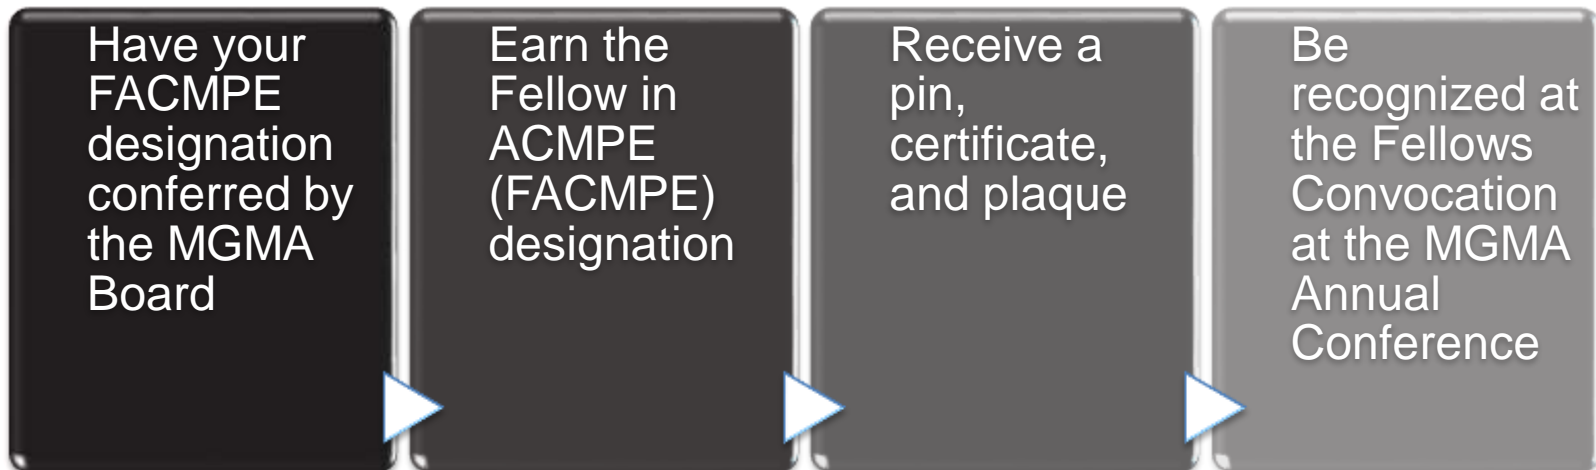 Have your
FACMPE
designation
conferred by
the MGMA
Board
Earn the
Fellow in
ACMPE
(FACMPE)
designation
Receive a
pin,
certificate,
and plaque
Be
recognized at
the Fellows
Convocation
at the MGMA
Annual
Conference